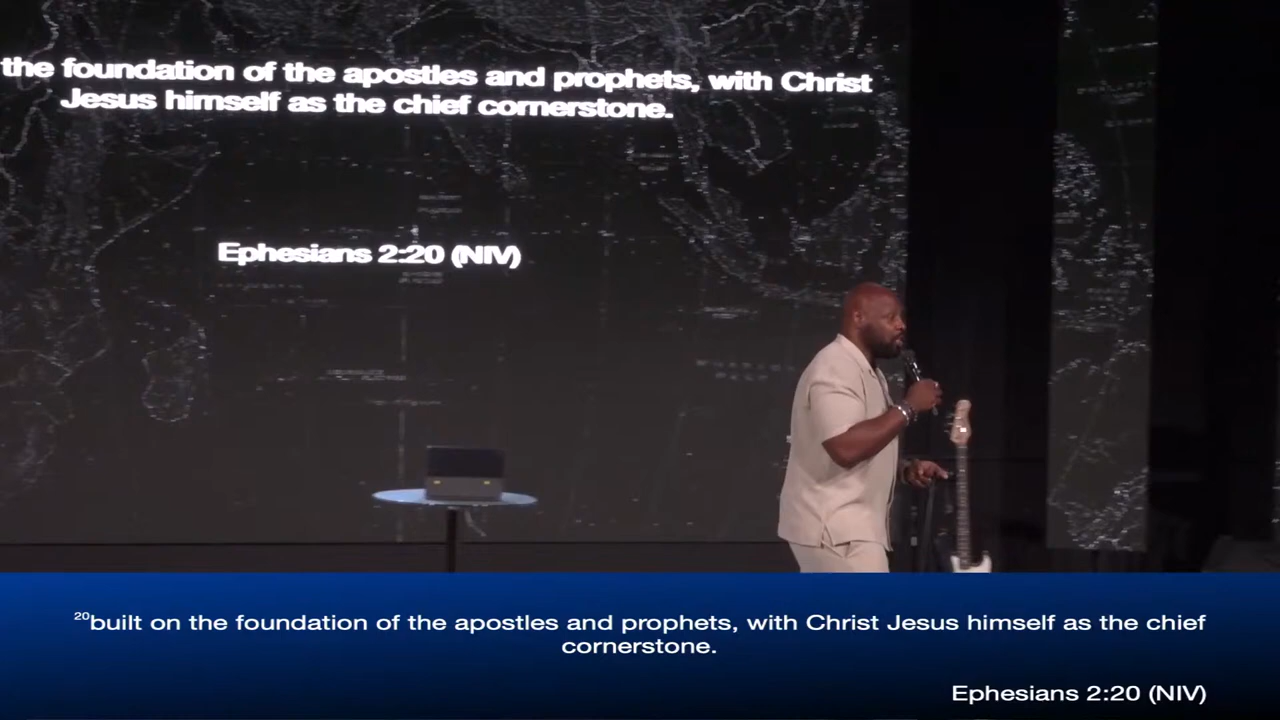 the foundation of the apostles and prophets, with Christ
Jesus himself as the chief cornerstone.
Ephesians 2:20 (NIV)
20built on the foundation of the apostles and prophets, with Christ Jesus himself as the chief
cornerstone.
Ephesians 2:20 (NIV)